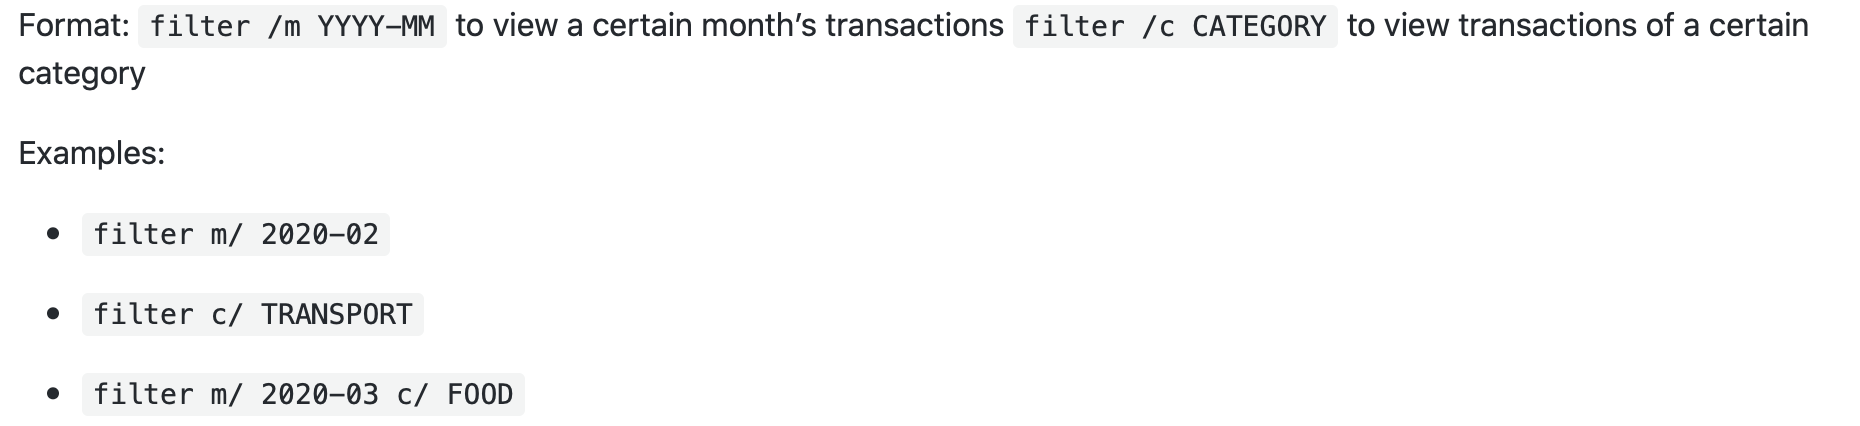 Format: filter /m YYYY-MM to view a certain month’s transactions filter /c CATEGORY to view transactions of a certain
category
Examples:
• filter m/ 2020-02
• filter c/ TRANSPORT
• filter m/ 2020-03 c/ FOOD